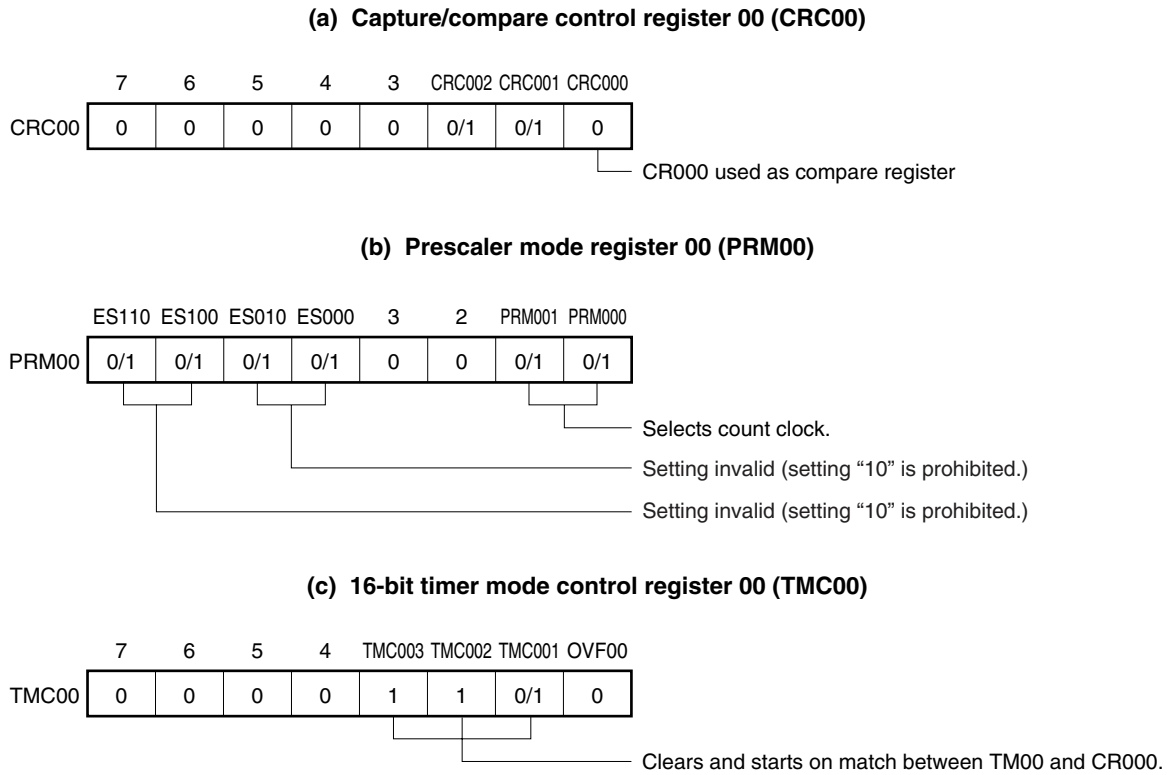 (a) Capture/compare control register 00 (CRC00)
7 6 5 4 3 CRC002 CRC001 CRC000
CRC00 0 0 0 0 0 0/1 0/1 0
CR000 used as compare register
(b) Prescaler mode register 00 (PRM00)
ES110 ES100 ES010 ES000 3 2 PRM001 PRM000
PRM00 0/1 0/1 0/1 0/1 0 0 0/1 0/1
Selects count clock.
Setting invalid (setting “10” is prohibited.)
Setting invalid (setting “10” is prohibited.)
(c) 16-bit timer mode control register 00 (TMC00)
7 6 5 4 TMC003 TMC002 TMC001 OVF00
TMC00 0 0 0 0 1 1 0/1 0
Clears and starts on match between TM00 and CR000.